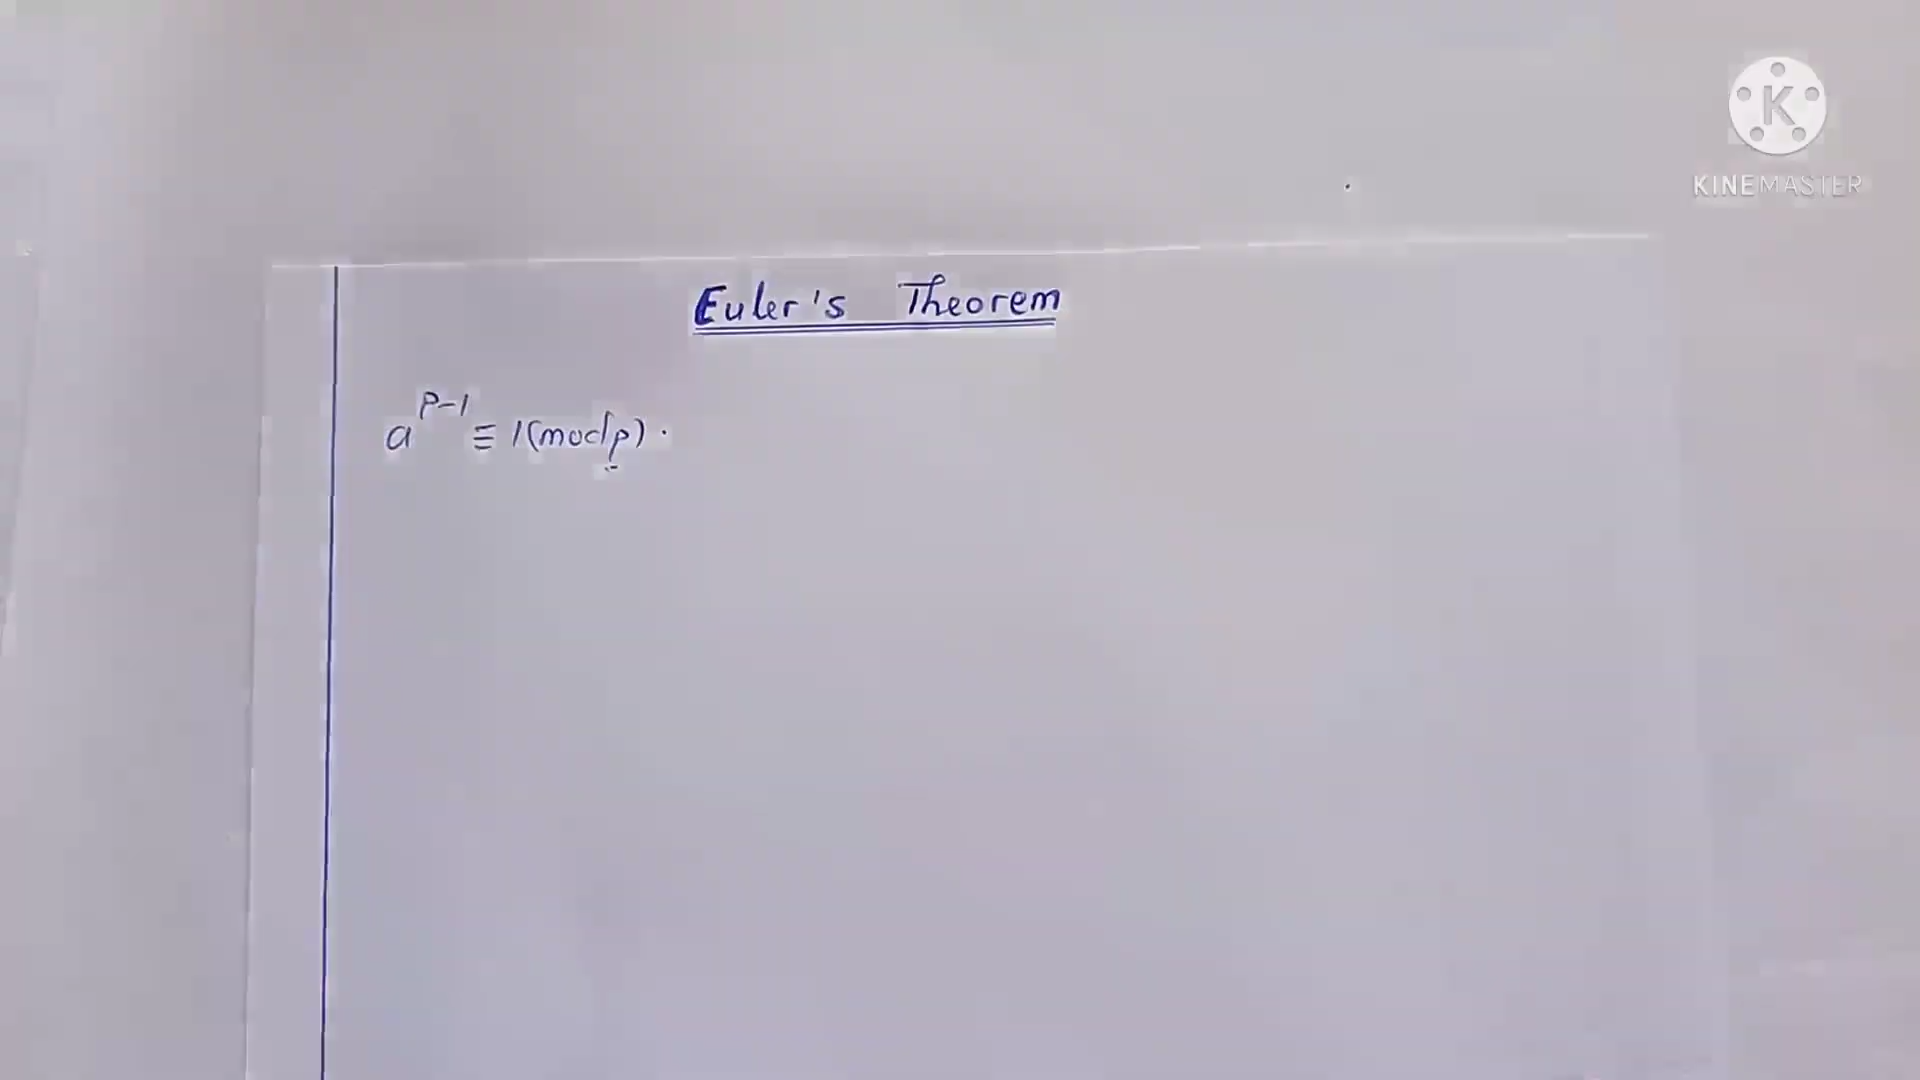 K
KINEMASTER
Euler's Theorem
a^{p-1} ≡ 1(mod p).